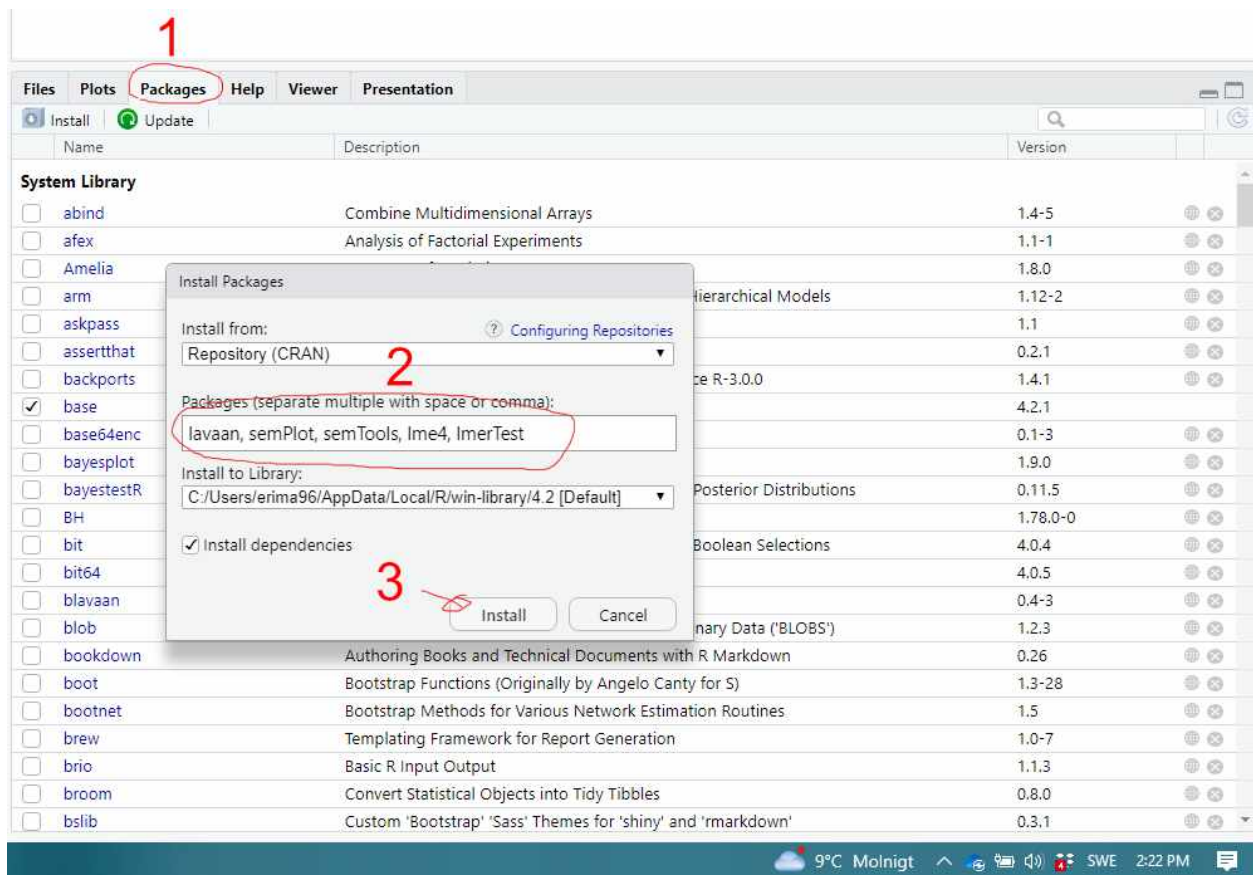 1
Files Plots Packages Help Viewer Presentation
Install Update
Name Description Version
System Library
abind Combine Multidimensional Arrays 1.4-5
afex Analysis of Factorial Experiments 1.1-1
Amelia 1.8.0
arm Hierarchical Models 1.12-2
askpass 1.1
assertthat 0.2.1
backports ce R-3.0.0 1.4.1
base 4.2.1
base64enc 0.1-3
bayesplot 1.9.0
bayestestR Posterior Distributions 0.11.5
BH 1.78.0-0
bit Boolean Selections 4.0.4
bit64 4.0.5
blavaan 0.4-3
blob nary Data ('BLOBS') 1.2.3
bookdown Authoring Books and Technical Documents with R Markdown 0.26
boot Bootstrap Functions (Originally by Angelo Canty for S) 1.3-28
bootnet Bootstrap Methods for Various Network Estimation Routines 1.5
brew Templating Framework for Report Generation 1.0-7
brio Basic R Input Output 1.1.3
broom Convert Statistical Objects into Tidy Tibbles 0.8.0
bslib Custom 'Bootstrap' 'Sass' Themes for 'shiny' and 'rmarkdown' 0.3.1
Install Packages
Install from: ? Configuring Repositories
Repository (CRAN)
2
Packages (separate multiple with space or comma):
lavaan, semPlot, semTools, lme4, lmerTest
Install to Library:
C:/Users/erima96/AppData/Local/R/win-library/4.2 [Default]
Install dependencies
3
Install Cancel
9°C Molnigt SWE 2:22 PM